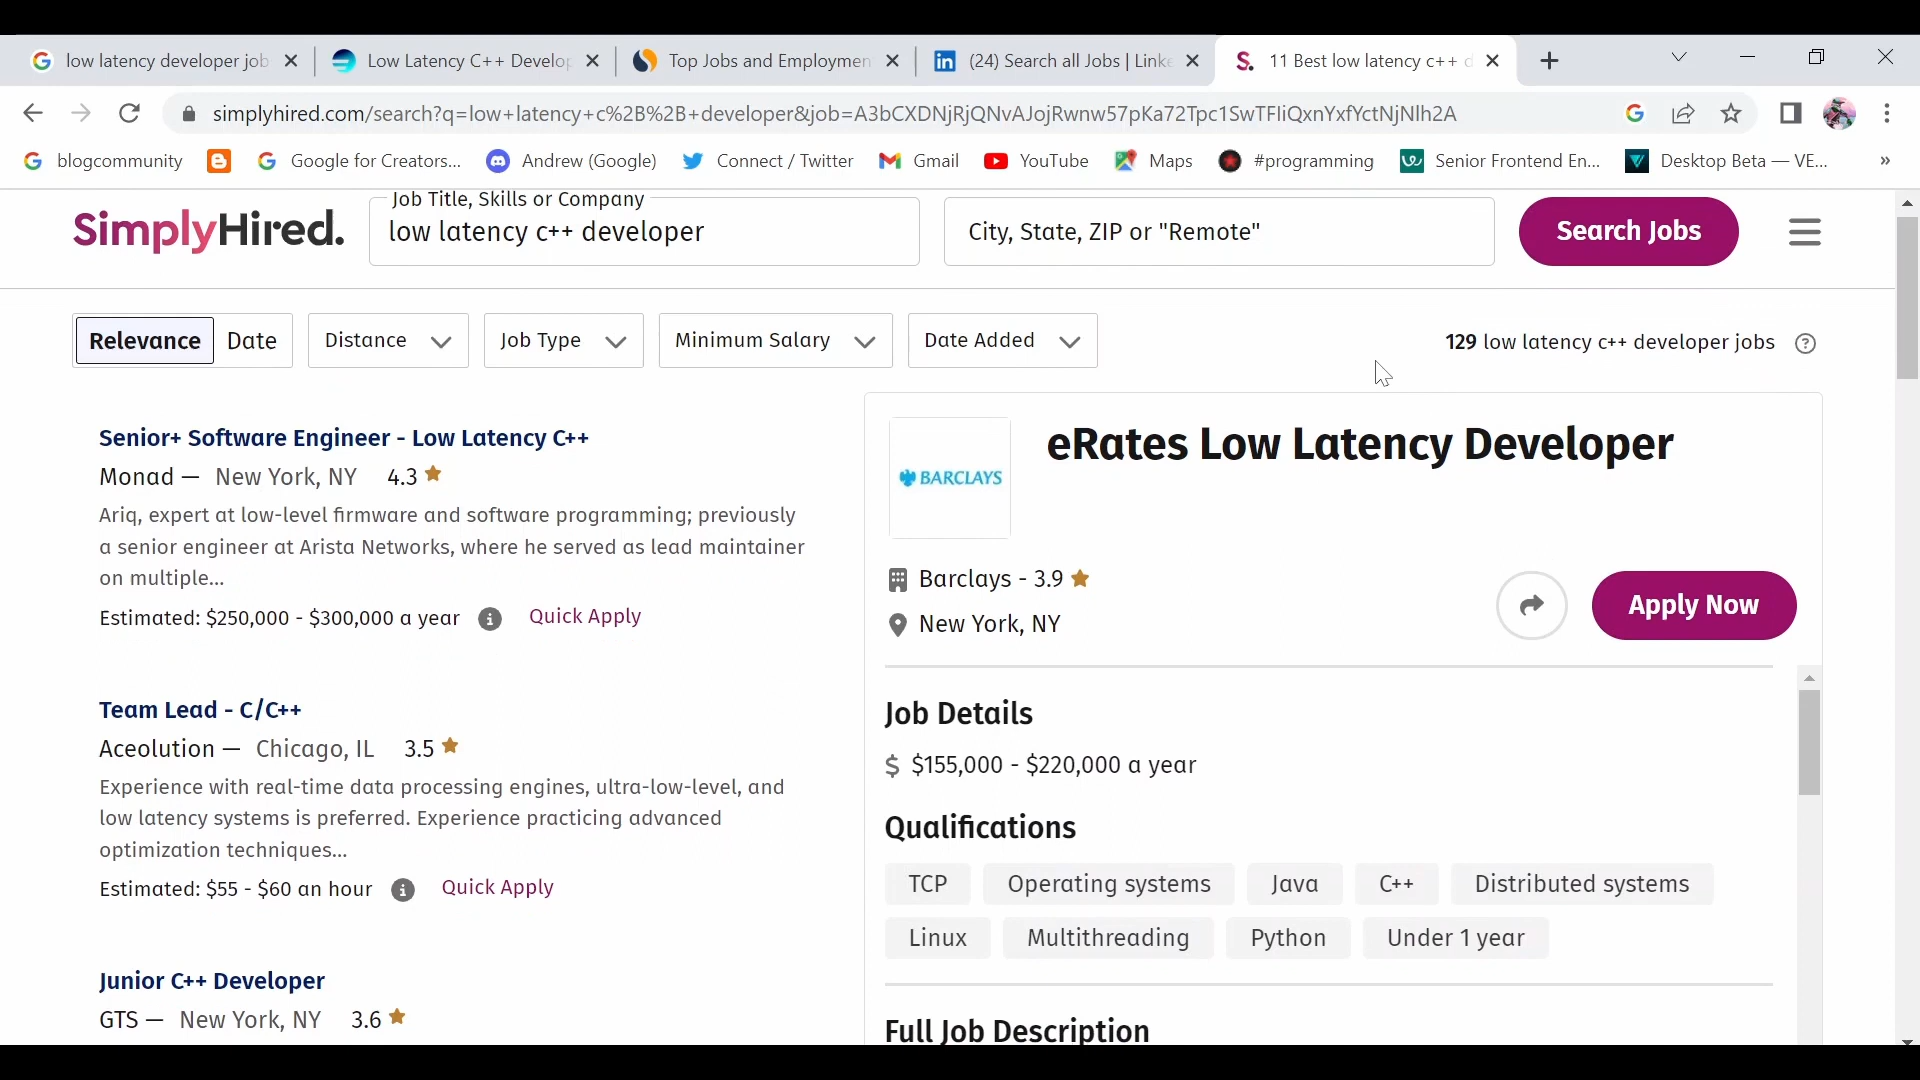 low latency developer job
Low Latency C++ Develop
Top Jobs and Employmen
(24) Search all Jobs | Linke
11 Best low latency c++ d
simplyhired.com/search?q=low+latency+c%2B%2B+developer&job=A3bCXDNjRjQNvAJojRwnw57pKa72Tpc1SwTFIiQxnYxfYctNjNlh2A
blogcommunity
Google for Creators...
Andrew (Google)
Connect / Twitter
Gmail
YouTube
Maps
#programming
Senior Frontend En...
Desktop Beta — VE...
»
SimplyHired.
Job Title, Skills or Company
low latency c++ developer
City, State, ZIP or "Remote"
Search Jobs
Relevance
Date
Distance
Job Type
Minimum Salary
Date Added
129 low latency c++ developer jobs
Senior+ Software Engineer - Low Latency C++
Monad — New York, NY 4.3
Ariq, expert at low-level firmware and software programming; previously
a senior engineer at Arista Networks, where he served as lead maintainer
on multiple...
Estimated: $250,000 - $300,000 a year
Quick Apply
Team Lead - C/C++
Aceolution — Chicago, IL 3.5
Experience with real-time data processing engines, ultra-low-level, and
low latency systems is preferred. Experience practicing advanced
optimization techniques...
Estimated: $55 - $60 an hour
Quick Apply
Junior C++ Developer
GTS — New York, NY 3.6
BARCLAYS
eRates Low Latency Developer
Barclays - 3.9
New York, NY
Apply Now
Job Details
$ $155,000 - $220,000 a year
Qualifications
TCP
Operating systems
Java
C++
Distributed systems
Linux
Multithreading
Python
Under 1 year
Full Job Description